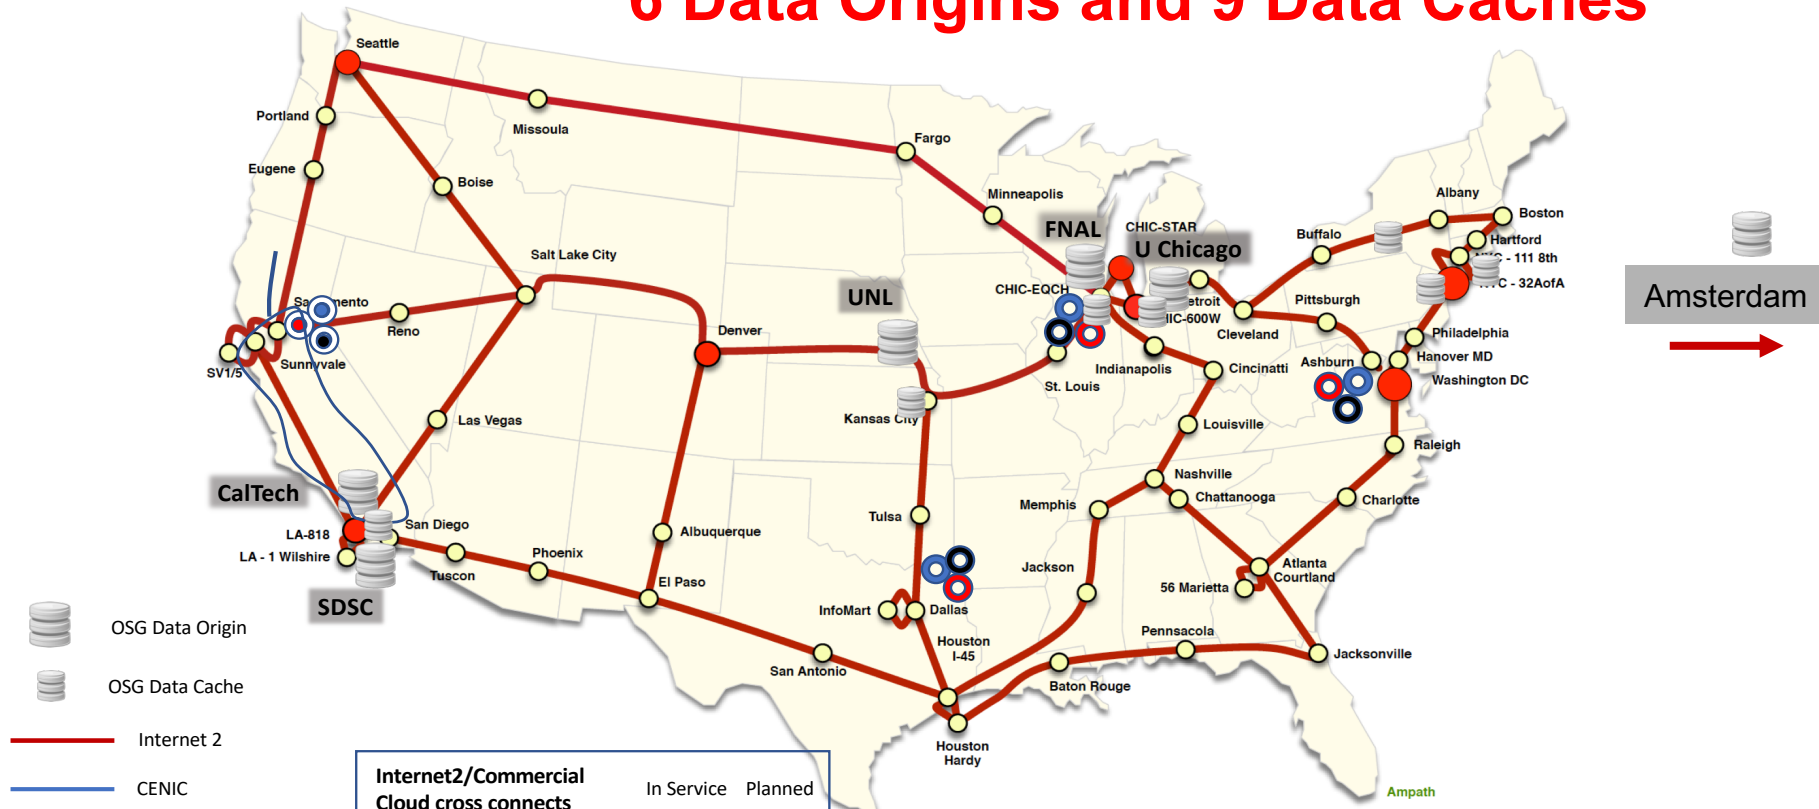 6 Data Origins and 9 Data Caches
Seattle
Portland
Eugene
Missoula
Boise
Fargo
Minneapolis
Salt Lake City
Reno
Sunnyvale
SV1/5
Las Vegas
Denver
UNL
FNAL
CHIC-STAR
U Chicago
CHIC-EQCH
Cleveland
Buffalo
Albany
Boston
Hartford
- 111 8th
- 32AofA
Pittsburgh
Philadelphia
Hanover MD
Ashburn
Washington DC
Amsterdam
Indianapolis
Cincinatti
St. Louis
Kansas City
Louisville
Raleigh
Nashville
Chattanooga
Charlotte
Memphis
CalTech
San Diego
LA-818
LA - 1 Wilshire
Tuscon
Phoenix
Albuquerque
El Paso
SDSC
Tulsa
Jackson
Atlanta
Courtland
56 Marietta
InfoMart
Dallas
Houston
I-45
San Antonio
Pennsacola
Jacksonville
Baton Rouge
Houston
Hardy
Ampath
OSG Data Origin
OSG Data Cache
Internet 2
CENIC
Internet2/Commercial
Cloud cross connects
In Service Planned